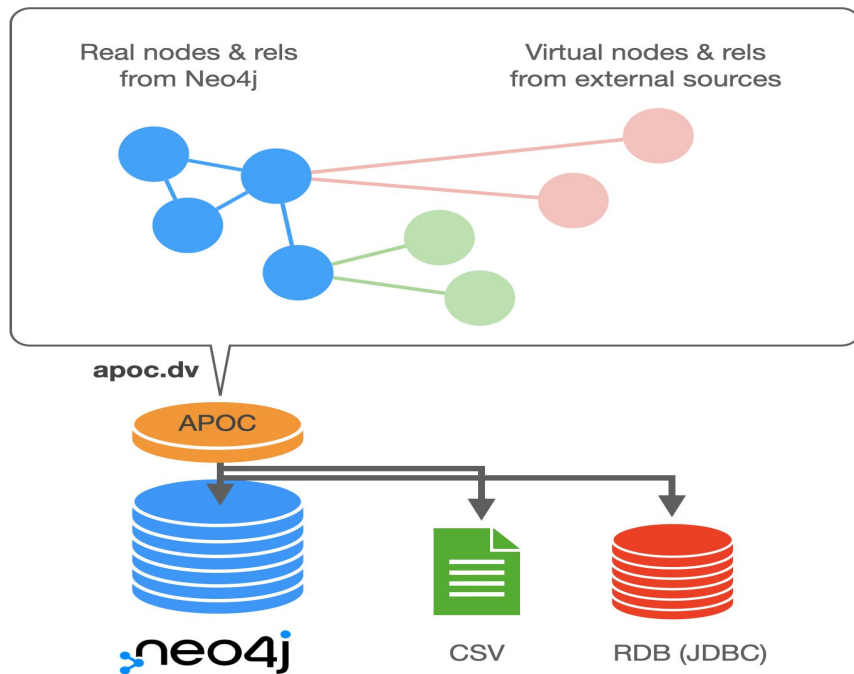 Real nodes & rels
from Neo4j
Virtual nodes & rels
from external sources
apoc.dv
APOC
neo4j
CSV
RDB (JDBC)